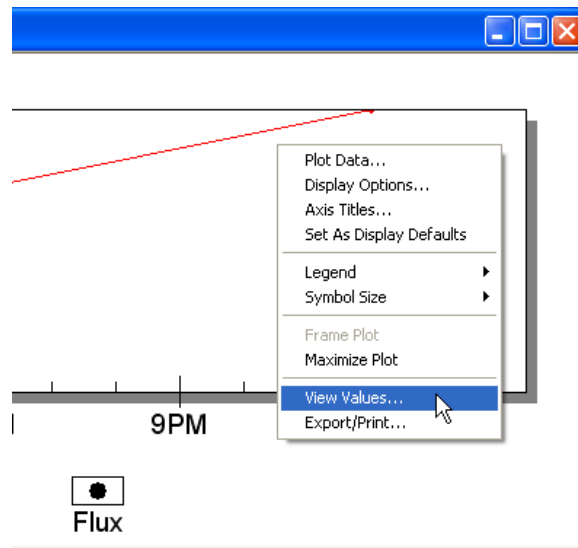 Plot Data...
Display Options...
Axis Titles...
Set As Display Defaults
Legend
Symbol Size
Frame Plot
Maximize Plot
View Values...
Export/Print...
9PM
Flux